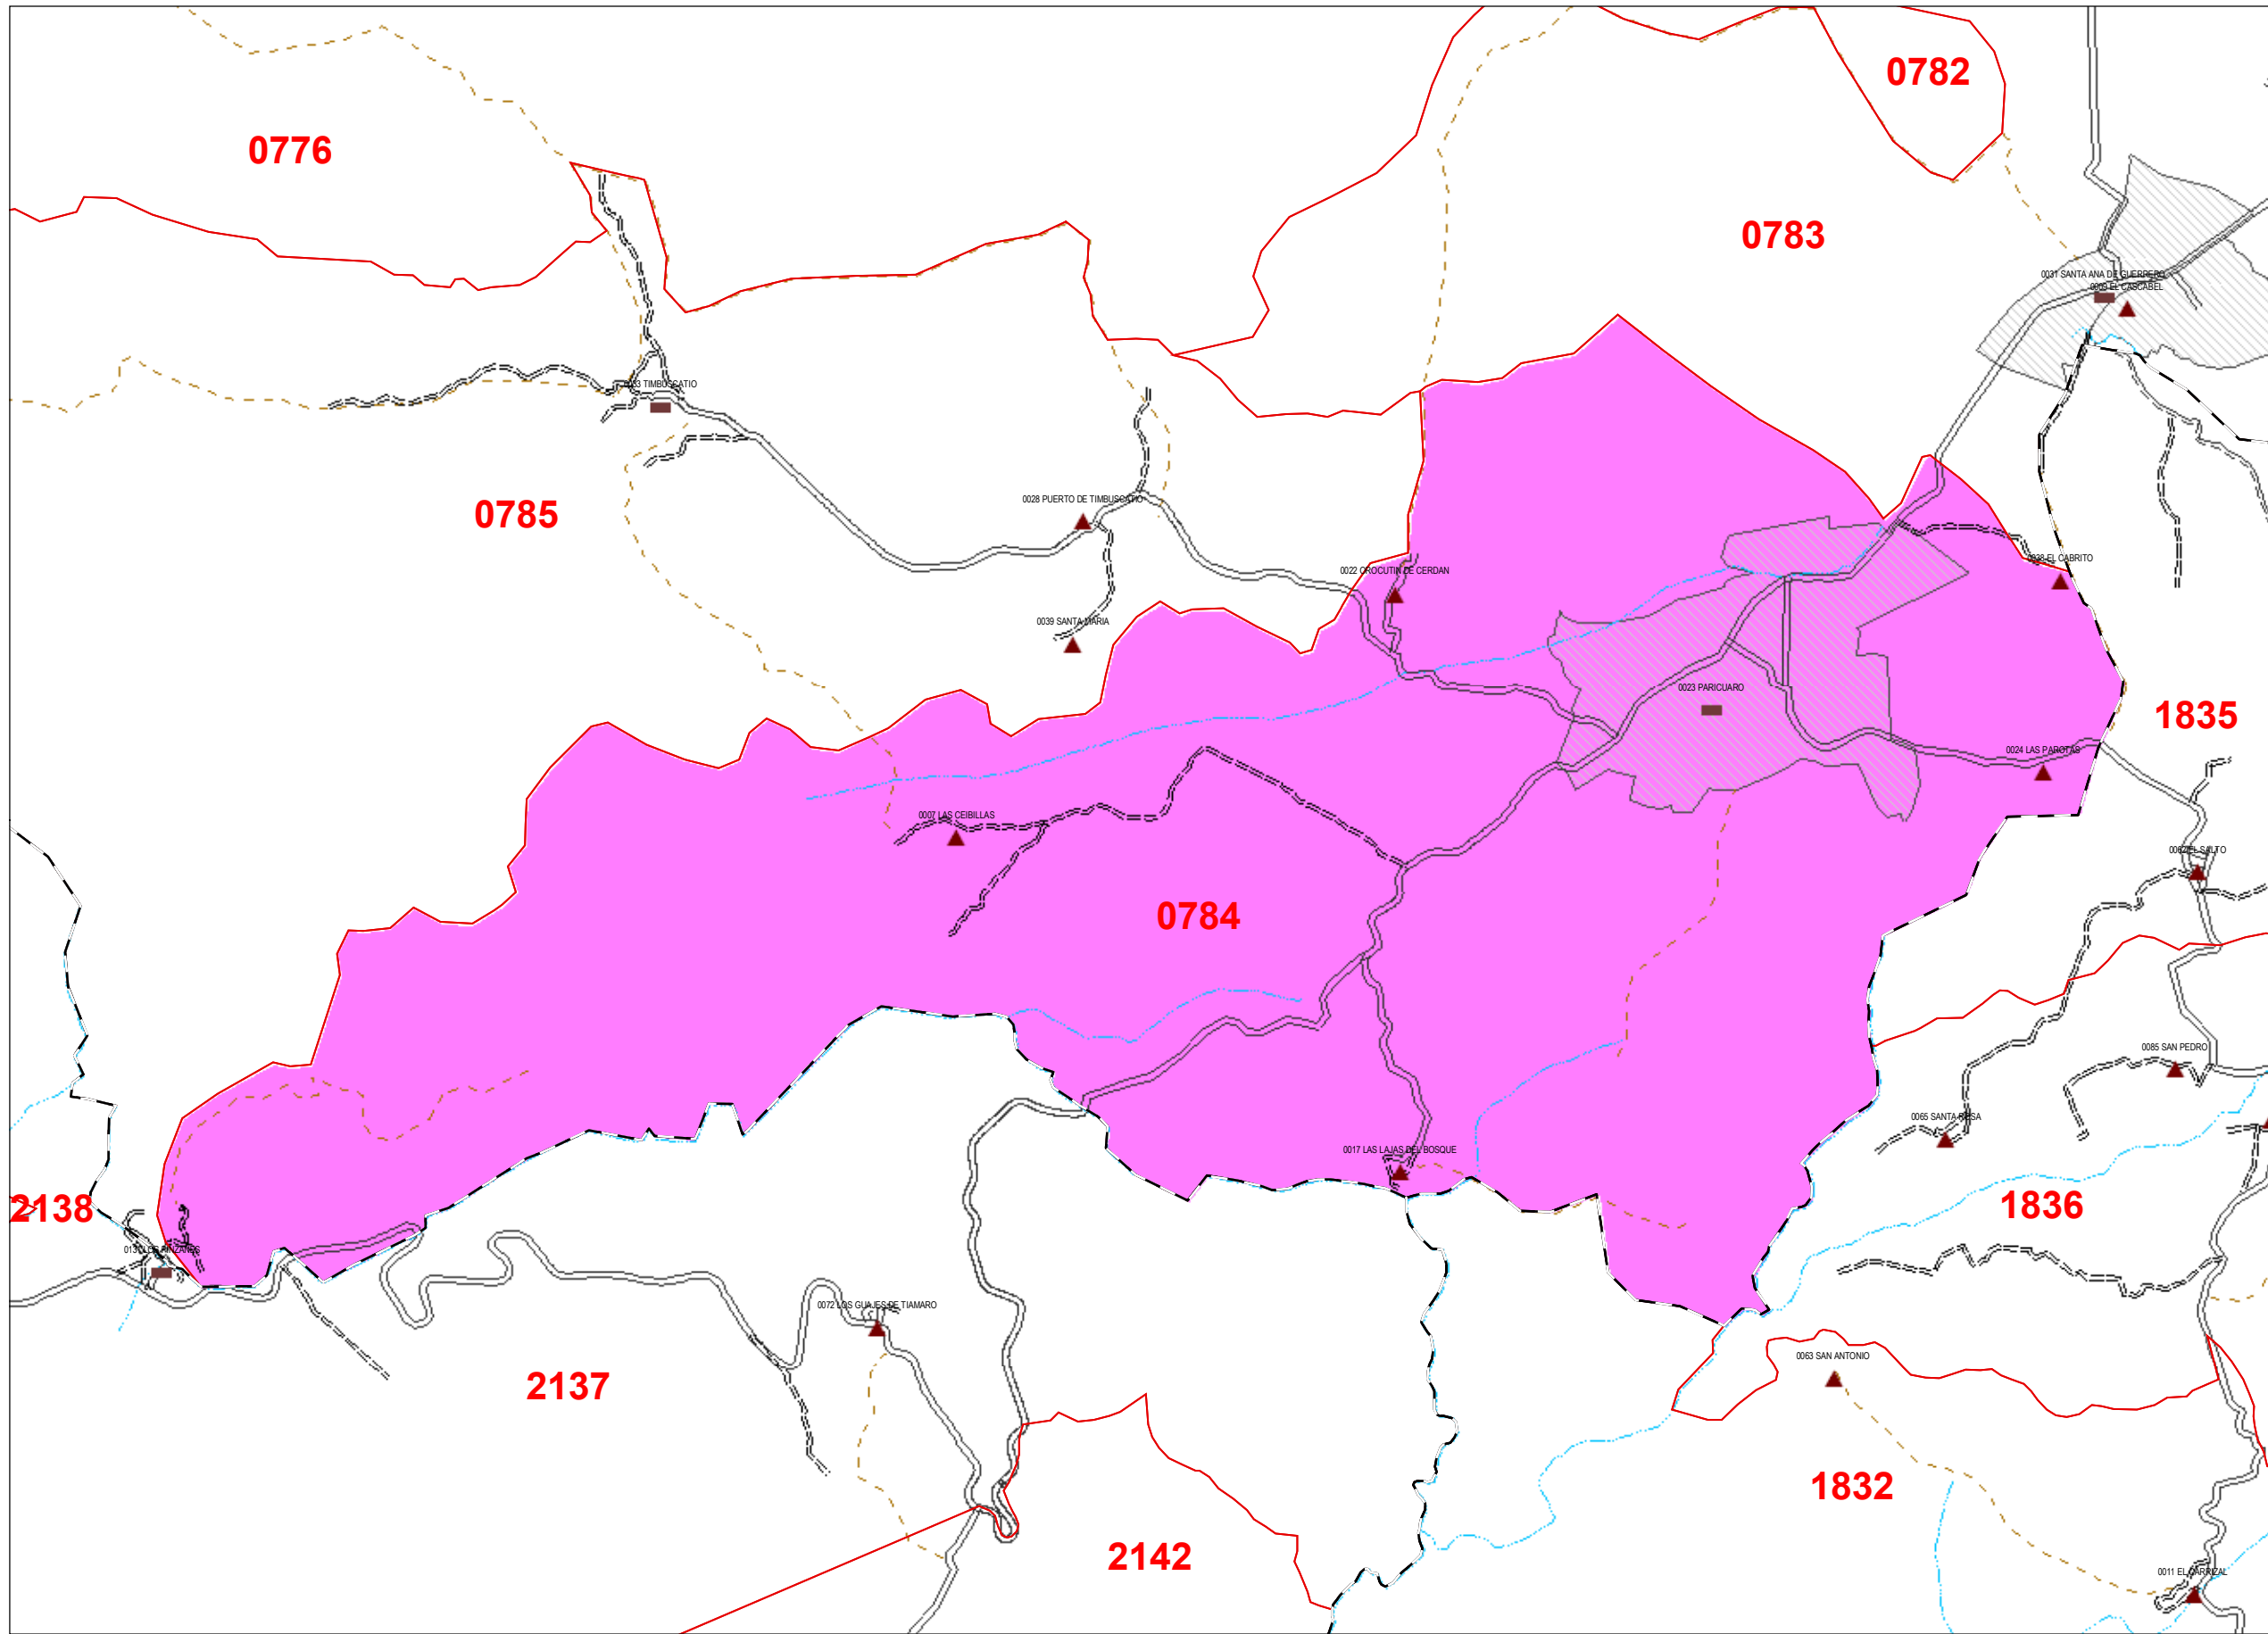 0782
0776
0783
0031 SANTA ANA DE GUERRERO
EL CASCABEL
0033 TIMBUSCATIO
0785
0028 PUERTO DE TIMBUSCATIO
0038 EL CABRITO
0022 OROCUTIN DE CERDAN
0039 SANTA MARIA
0023 PARICUARO
1835
0024 LAS PAROTAS
0007 LAS CEIBILLAS
EL SALTO
0784
0085 SAN PEDRO
0065 SANTA ROSA
0017 LAS LAJAS DEL BOSQUE
2138
1836
0072 LOS GUAJES DE TIAMARO
0063 SAN ANTONIO
2137
1832
2142
0011 EL CARRIZAL